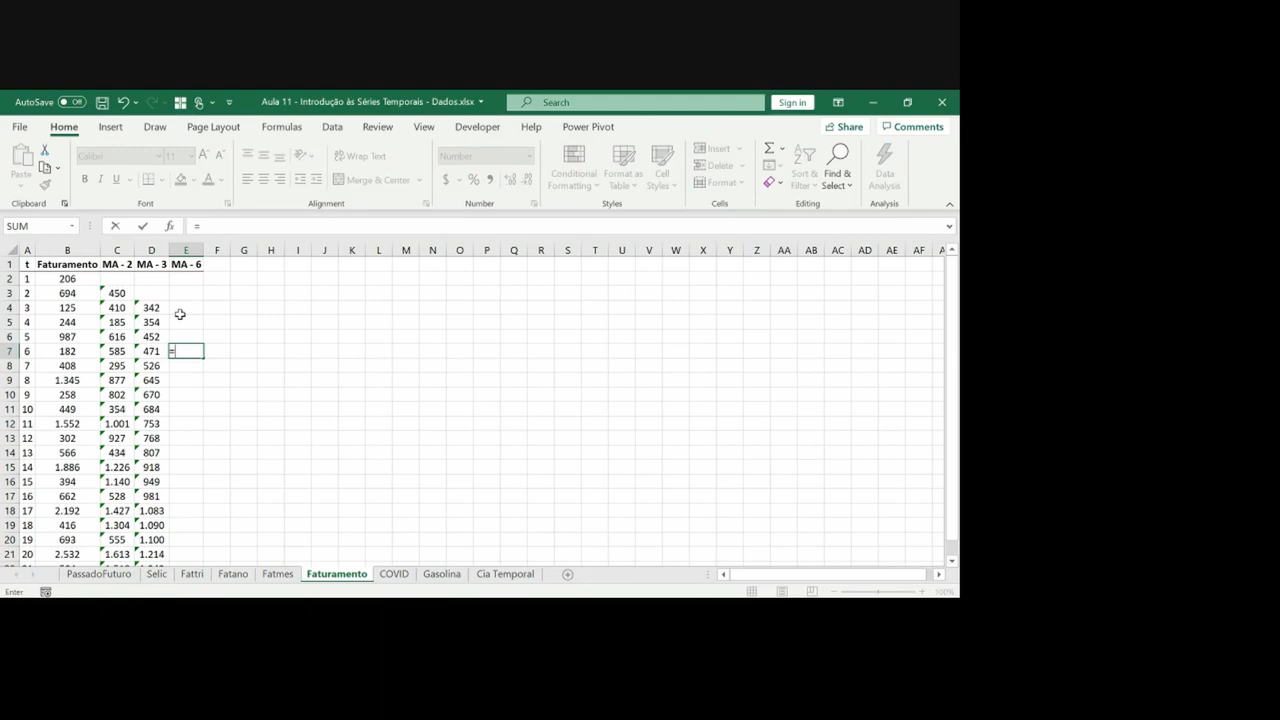 AutoSave Off Aula 11 - Introdução às Séries Temporais - Dados.xlsx Search Sign in
File Home Insert Draw Page Layout Formulas Data Review View Developer Help Power Pivot Share Comments
Calibri 11 A A Wrap Text Number Insert
Paste Conditional Formatting Format as Table Cell Styles Delete Sort & Filter Find & Select Data Analysis
B I U A Merge & Center $ % Format
Clipboard Font Alignment Number Styles Cells Editing Analysis
SUM fx =
A B C D E F G H I J K L M N O P Q R S T U V W X Y Z AA AB AC AD AE AF
1 t Faturamento MA - 2 MA - 3 MA - 6
2 1 206
3 2 694 450
4 3 125 410 342
5 4 244 185 354
6 5 987 616 452
7 6 182 585 471 =
8 7 408 295 526
9 8 1.345 877 645
10 9 258 802 670
11 10 449 354 684
12 11 1.552 1.001 753
13 12 302 927 768
14 13 566 434 807
15 14 1.886 1.226 918
16 15 394 1.140 949
17 16 662 528 981
18 17 2.192 1.427 1.083
19 18 416 1.304 1.090
20 19 693 555 1.100
21 20 2.532 1.613 1.214
PassadoFuturo Selic Fattri Fatano Fatmes Faturamento COVID Gasolina Cia Temporal
Enter 100%